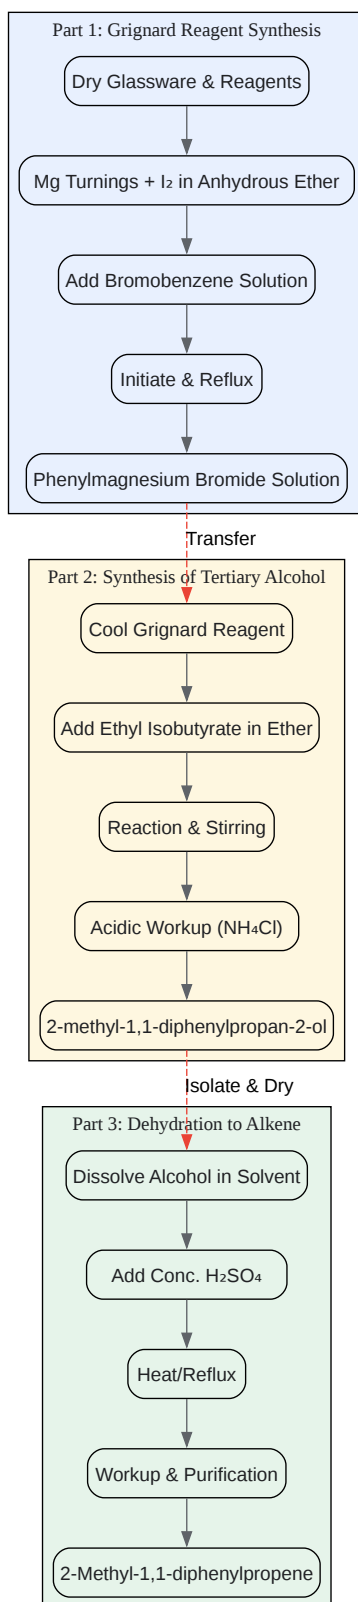 Part 1: Grignard Reagent Synthesis
Dry Glassware & Reagents
Mg Turnings + I₂ in Anhydrous Ether
Add Bromobenzene Solution
Initiate & Reflux
Phenylmagnesium Bromide Solution
Transfer
Part 2: Synthesis of Tertiary Alcohol
Cool Grignard Reagent
Add Ethyl Isobutyrate in Ether
Reaction & Stirring
Acidic Workup (NH₄Cl)
2-methyl-1,1-diphenylpropan-2-ol
Isolate & Dry
Part 3: Dehydration to Alkene
Dissolve Alcohol in Solvent
Add Conc. H₂SO₄
Heat/Reflux
Workup & Purification
2-Methyl-1,1-diphenylpropene